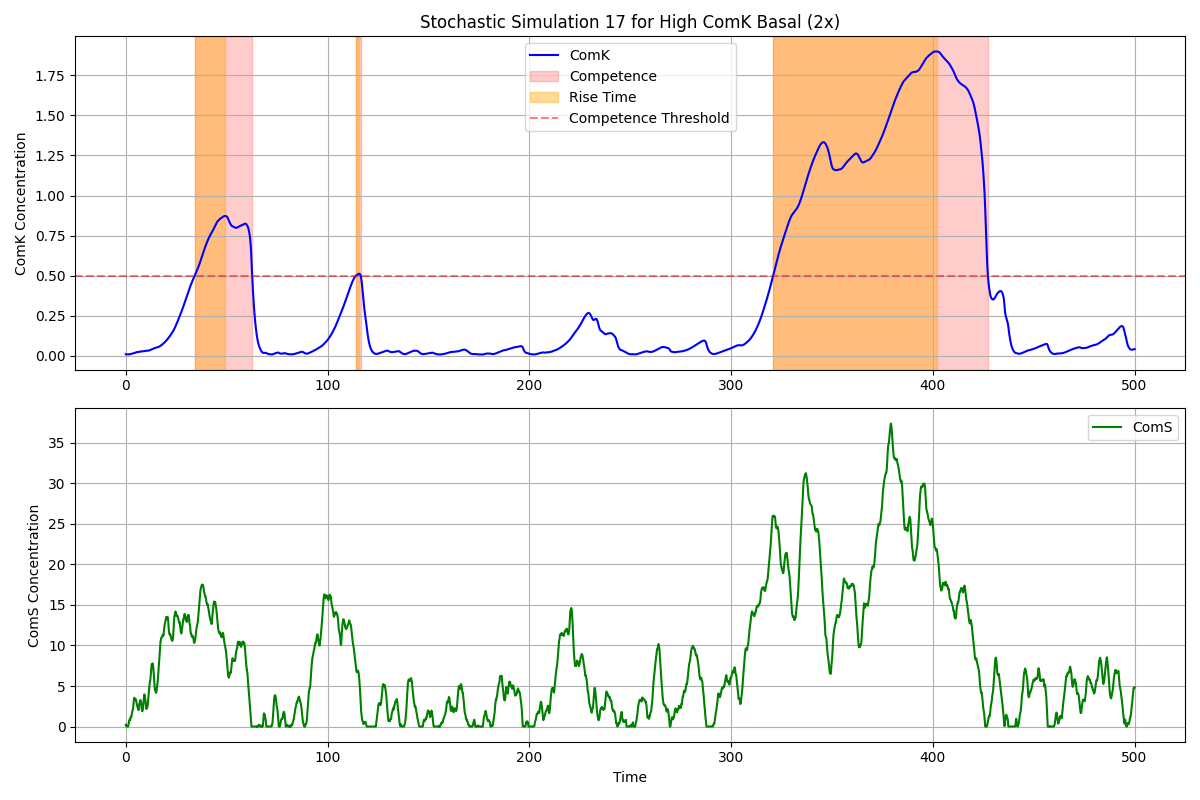 Stochastic Simulation 17 for High ComK Basal (2x)
ComK Concentration
1.75
1.50
1.25
1.00
0.75
0.50
0.25
0.00
ComK
Competence
Rise Time
Competence Threshold
0 100 200 300 400 500
ComS Concentration
35
30
25
20
15
10
5
0
ComS
0 100 200 300 400 500
Time